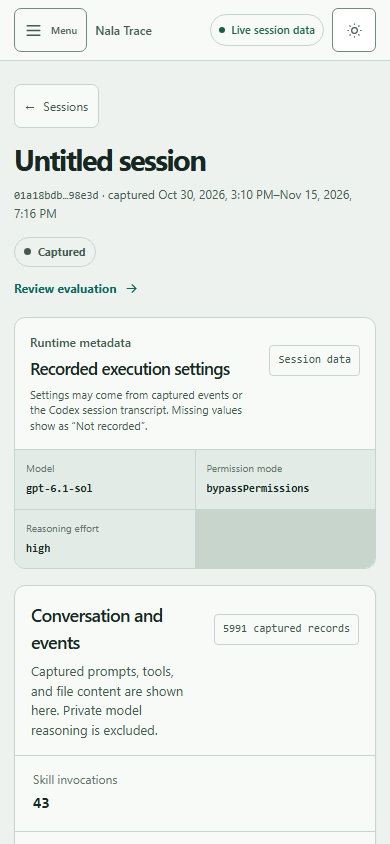 Menu
Nala Trace
Live session data
← Sessions
Untitled session
01a18bdb…98e3d · captured Oct 30, 2026, 3:10 PM–Nov 15, 2026,
7:16 PM
Captured
Review evaluation →
Runtime metadata
Recorded execution settings
Session data
Settings may come from captured events or
the Codex session transcript. Missing values
show as “Not recorded”.
Model
gpt-6.1-sol
Permission mode
bypassPermissions
Reasoning effort
high
Conversation and
events
5991 captured records
Captured prompts, tools,
and file content are shown
here. Private model
reasoning is excluded.
Skill invocations
43